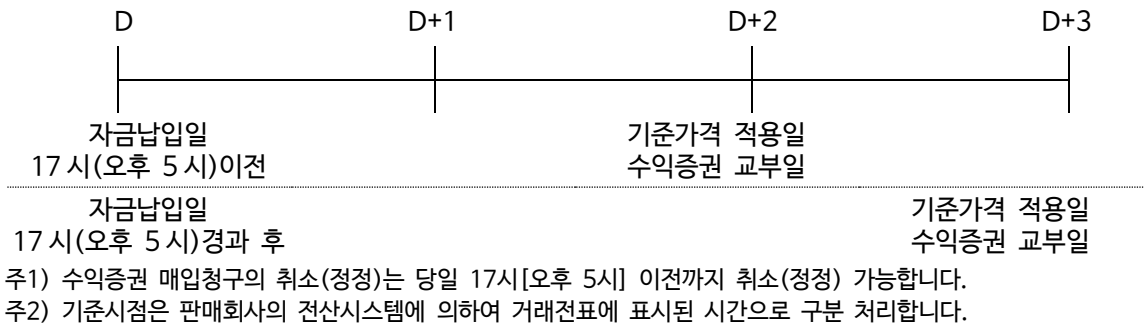 D D+1 D+2 D+3
자금납입일 기준가격 적용일
17시(오후 5시)이전 수익증권 교부일
자금납입일 기준가격 적용일
17시(오후 5시)경과 후 수익증권 교부일
주1) 수익증권 매입청구의 취소(정정)는 당일 17시[오후 5시] 이전까지 취소(정정) 가능합니다.
주2) 기준시점은 판매회사의 전산시스템에 의하여 거래전표에 표시된 시간으로 구분 처리합니다.